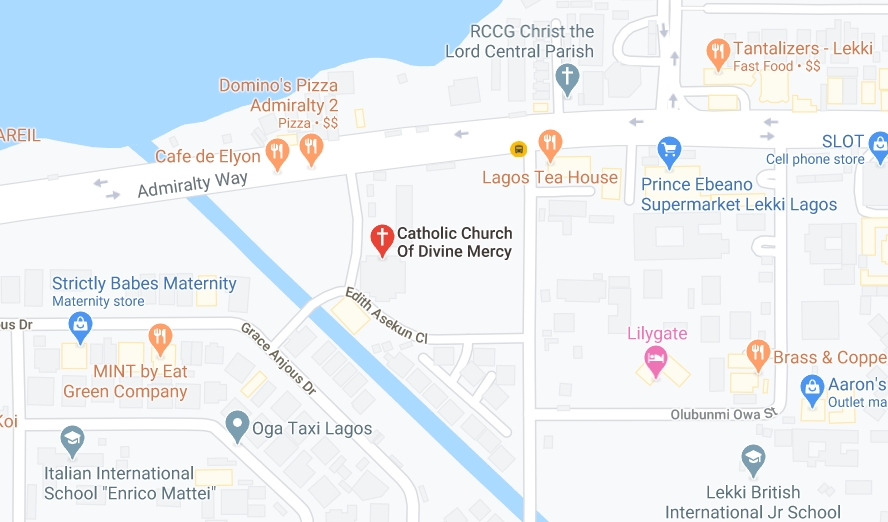 RCCG Christ the
Lord Central Parish
Tantalizers - Lekki
Fast Food • $$
Domino's Pizza
Admiralty 2
Pizza • $$
AREIL
Cafe de Elyon
SLOT
Cell phone store
Lagos Tea House
Admiralty Way
Prince Ebeano
Supermarket Lekki Lagos
Catholic Church
Of Divine Mercy
Strictly Babes Maternity
Maternity store
Edith Asekun Cl
us Dr
Grace Anjous Dr
Lilygate
MINT by Eat
Green Company
Brass & Coppe
Aaron's
Outlet ma
Koi
Oga Taxi Lagos
Olubunmi Owa St
Italian International
School "Enrico Mattei"
Lekki British
International Jr School